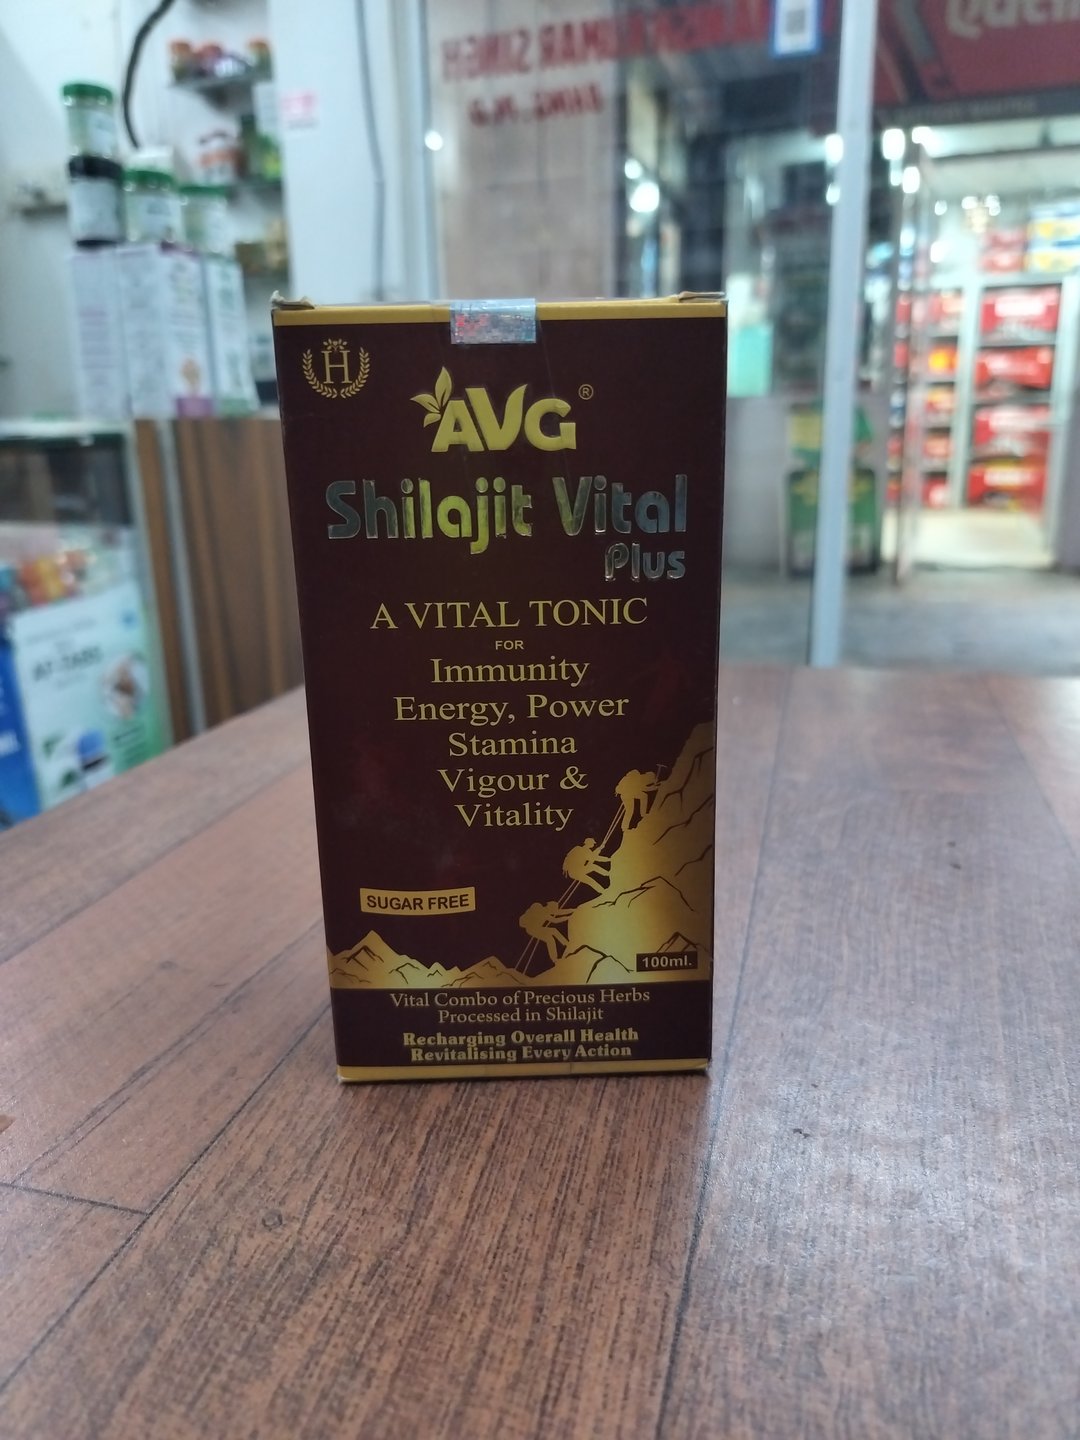 H
AVG®
Shilajit Vital
Plus
A VITAL TONIC
FOR
Immunity
Energy, Power
Stamina
Vigour &
Vitality
SUGAR FREE
100ml.
Vital Combo of Precious Herbs
Processed in Shilajit
Recharging Overall Health
Revitalising Every Action